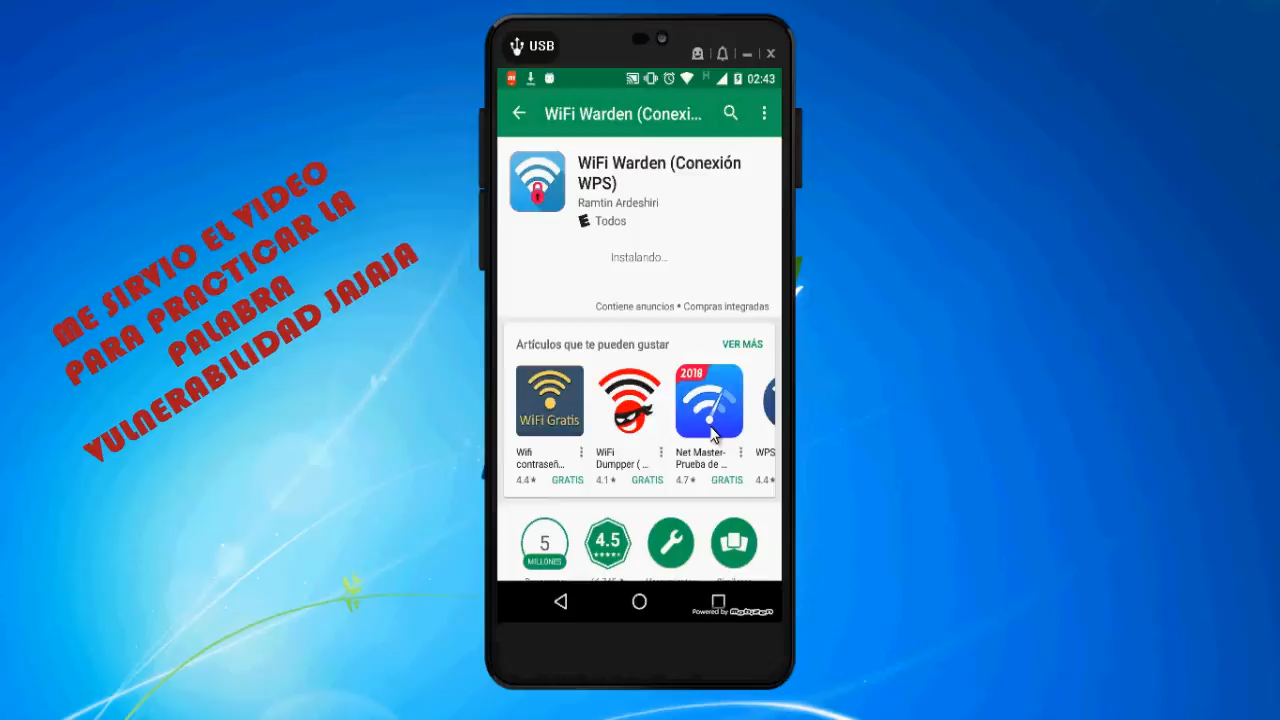 USB
02:43
WiFi Warden (Conexi...
WiFi Warden (Conexión
WPS)
Ramtin Ardeshiri
E Todos
Instalando...
Contiene anuncios • Compras integradas
Artículos que te pueden gustar
VER MÁS
WiFi Gratis
2018
Wifi
contraseñ...
4.4★ GRATIS
WiFi
Dumpper ( ...
4.1★ GRATIS
Net Master-
Prueba de ...
4.7★ GRATIS
WPS
4.4★
5
MILLONES
4.5
Powered by Mobizen
ME SIRVIO EL VIDEO
PARA PRACTICAR LA
PALABRA
VULNERABILIDAD JAJAJA